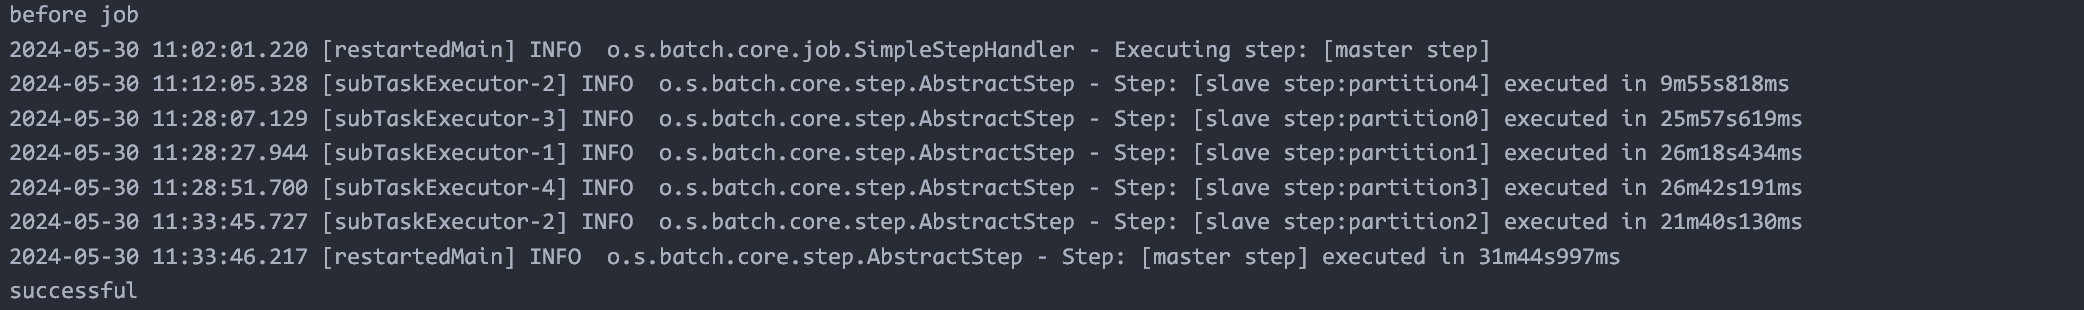 before job
2024-05-30 11:02:01.220 [restartedMain] INFO  o.s.batch.core.job.SimpleStepHandler - Executing step: [master step]
2024-05-30 11:12:05.328 [subTaskExecutor-2] INFO  o.s.batch.core.step.AbstractStep - Step: [slave step:partition4] executed in 9m55s818ms
2024-05-30 11:28:07.129 [subTaskExecutor-3] INFO  o.s.batch.core.step.AbstractStep - Step: [slave step:partition0] executed in 25m57s619ms
2024-05-30 11:28:27.944 [subTaskExecutor-1] INFO  o.s.batch.core.step.AbstractStep - Step: [slave step:partition1] executed in 26m18s434ms
2024-05-30 11:28:51.700 [subTaskExecutor-4] INFO  o.s.batch.core.step.AbstractStep - Step: [slave step:partition3] executed in 26m42s191ms
2024-05-30 11:33:45.727 [subTaskExecutor-2] INFO  o.s.batch.core.step.AbstractStep - Step: [slave step:partition2] executed in 21m40s130ms
2024-05-30 11:33:46.217 [restartedMain] INFO  o.s.batch.core.step.AbstractStep - Step: [master step] executed in 31m44s997ms
successful